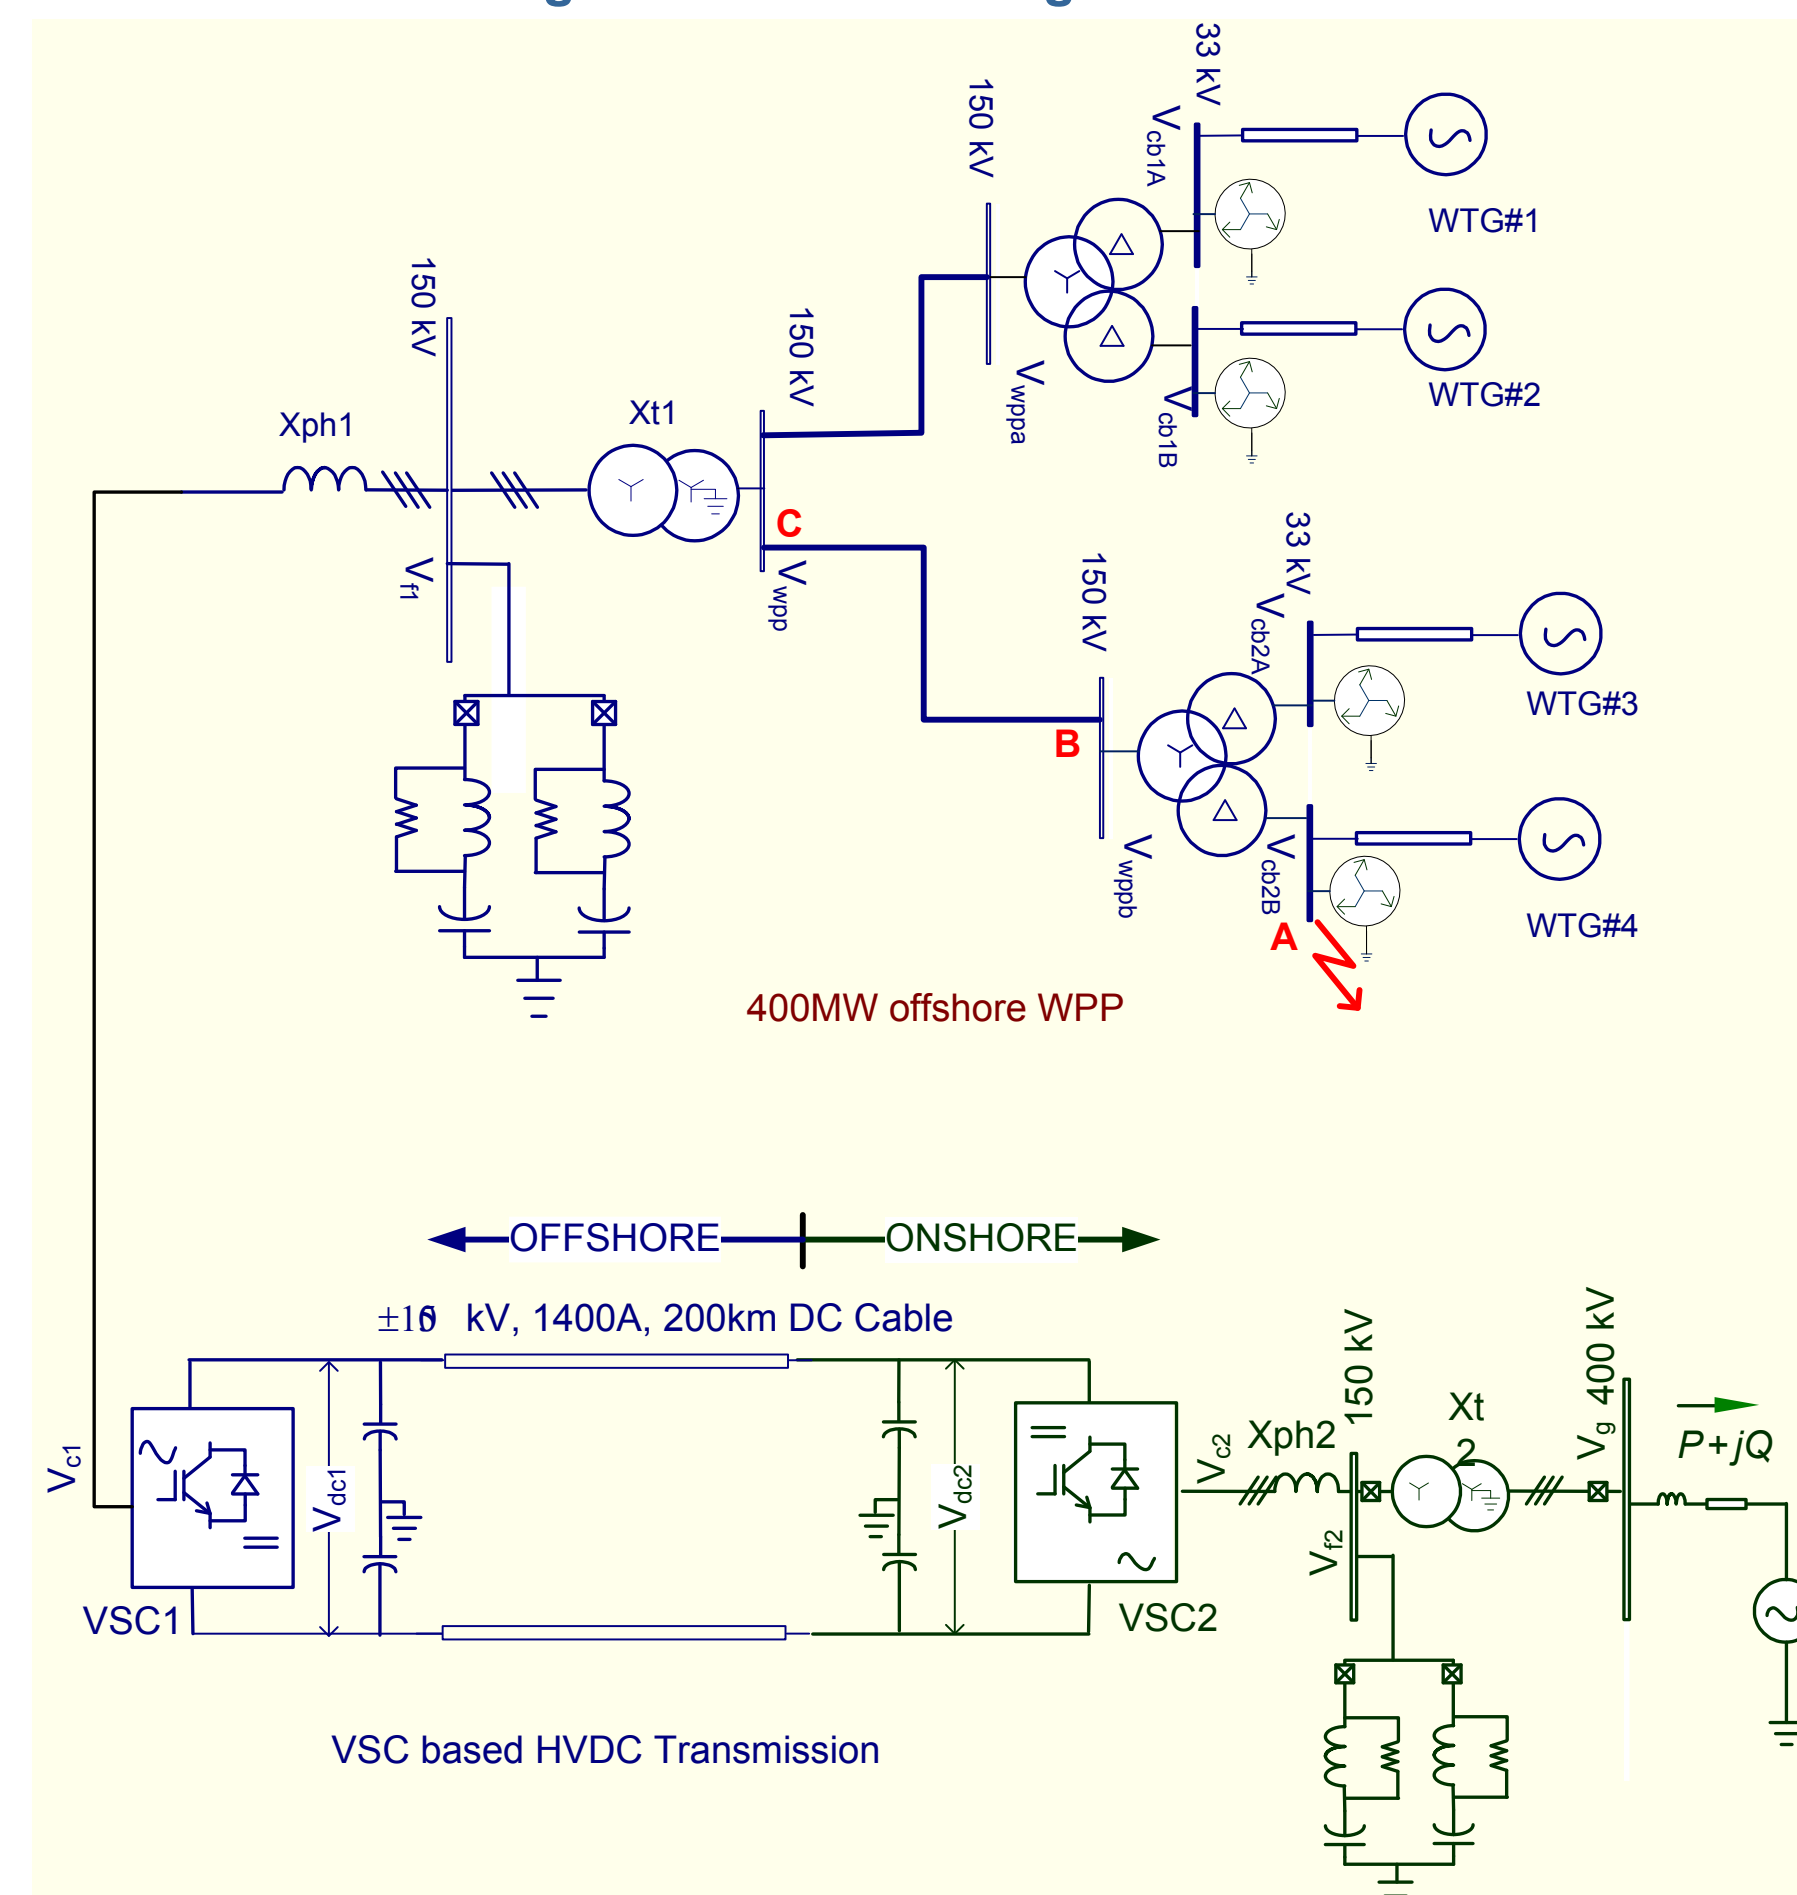 33 kV
150 kV
Vcb1A
WTG#1
150 kV
150 kV
Vwppa
WTG#2
Vcb1B
Xph1
Xt1
C
33 kV
150 kV
Vf1
Vwpp
Vcb2A
WTG#3
B
Vwppb
Vcb2B
A
WTG#4
400MW offshore WPP
OFFSHORE
ONSHORE
kV, 1400A, 200km DC Cable
150 kV
400 kV
Xt
2
Vg
P+jQ
Vc1
Vdc1
Vdc2
Vc2
Xph2
Vf2
VSC1
VSC2
VSC based HVDC Transmission